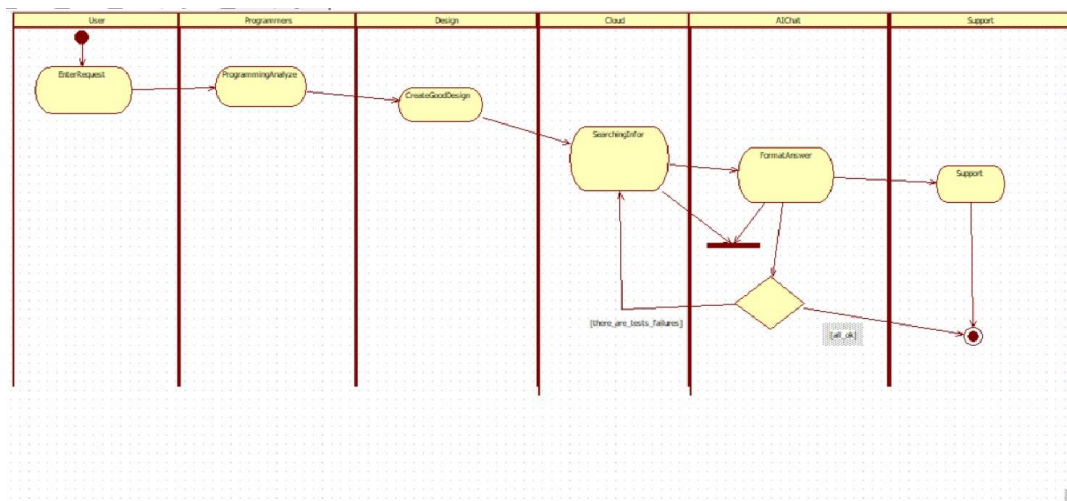 User
Programmers
Design
Cloud
AIChat
Support
EnterRequest
ProgrammingAnalyze
CreateGoodDesign
SearchingInfor
FormatAnswer
Support
[there_are_tests_failures]
[all_ok]